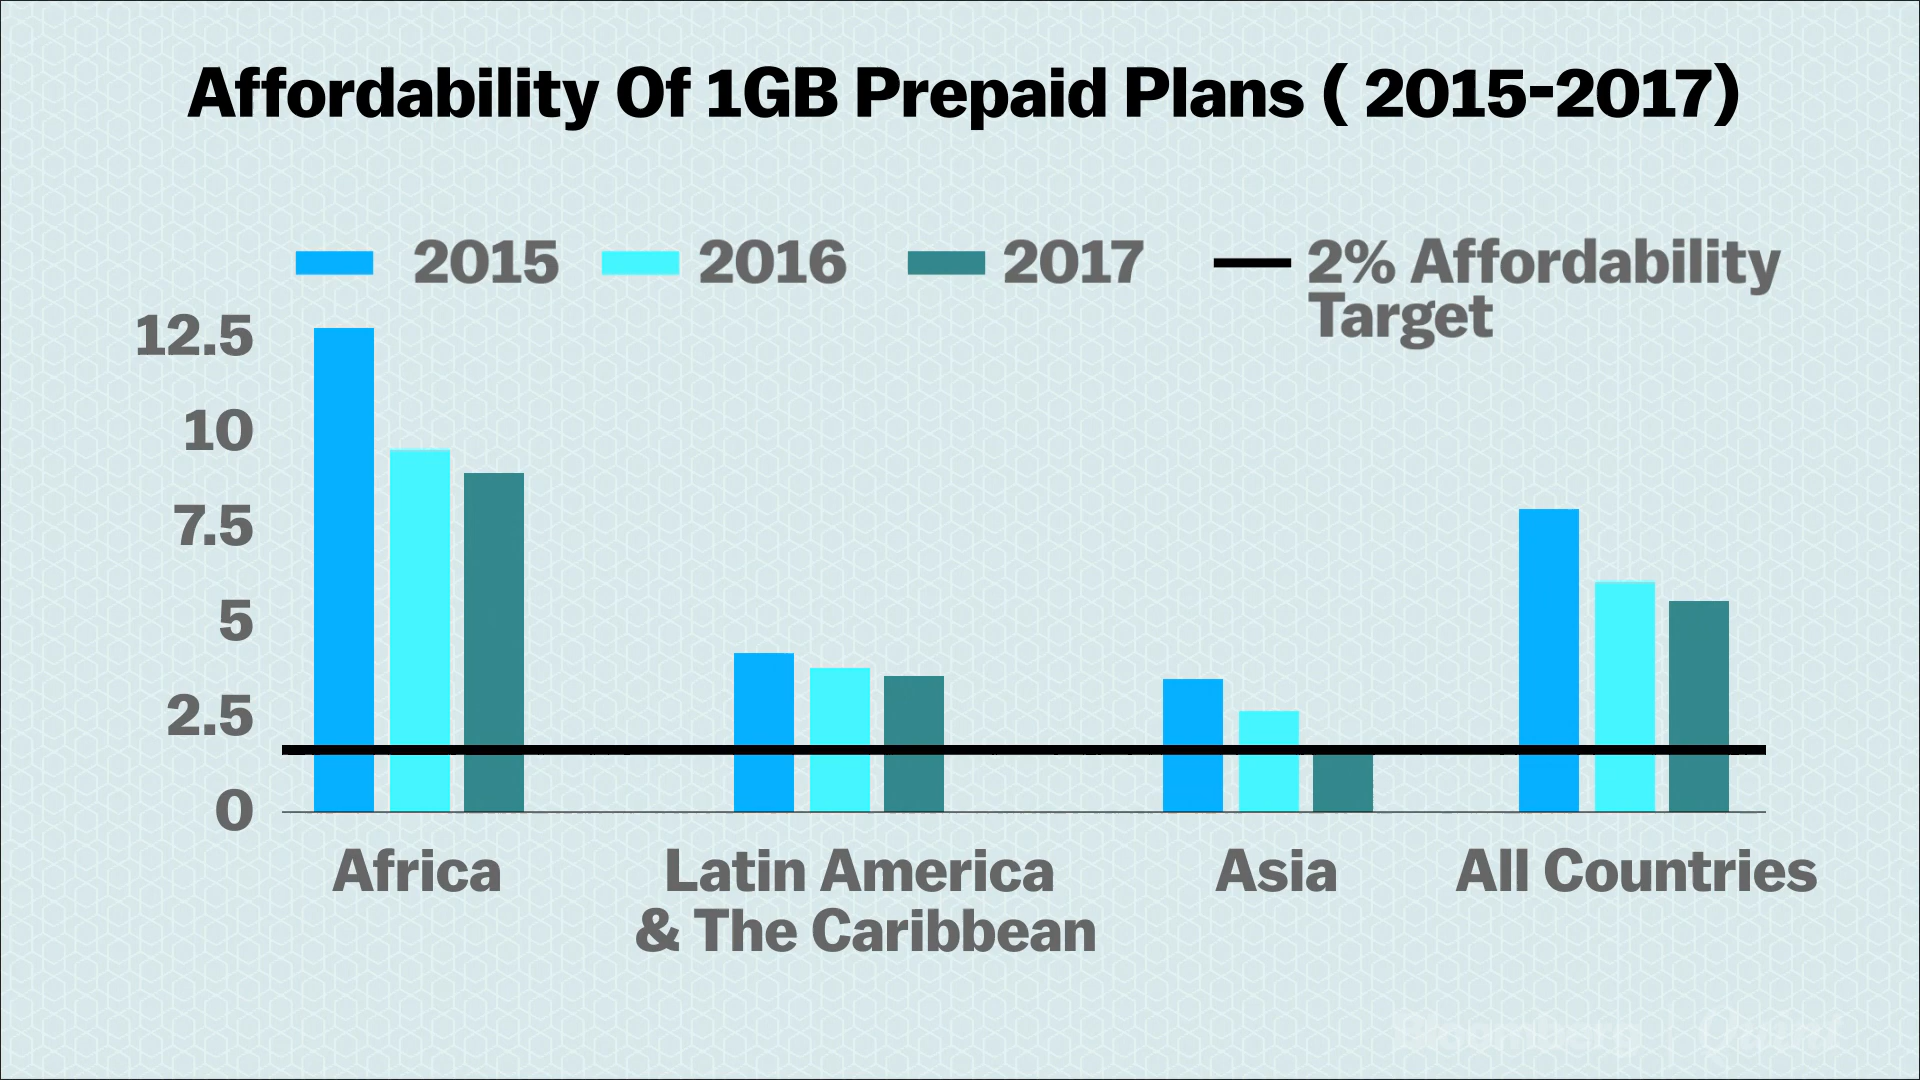 Affordability Of 1GB Prepaid Plans ( 2015-2017)
2015 2016 2017 2% Affordability
Target
12.5
10
7.5
5
2.5
0
Africa Latin America Asia All Countries
& The Caribbean